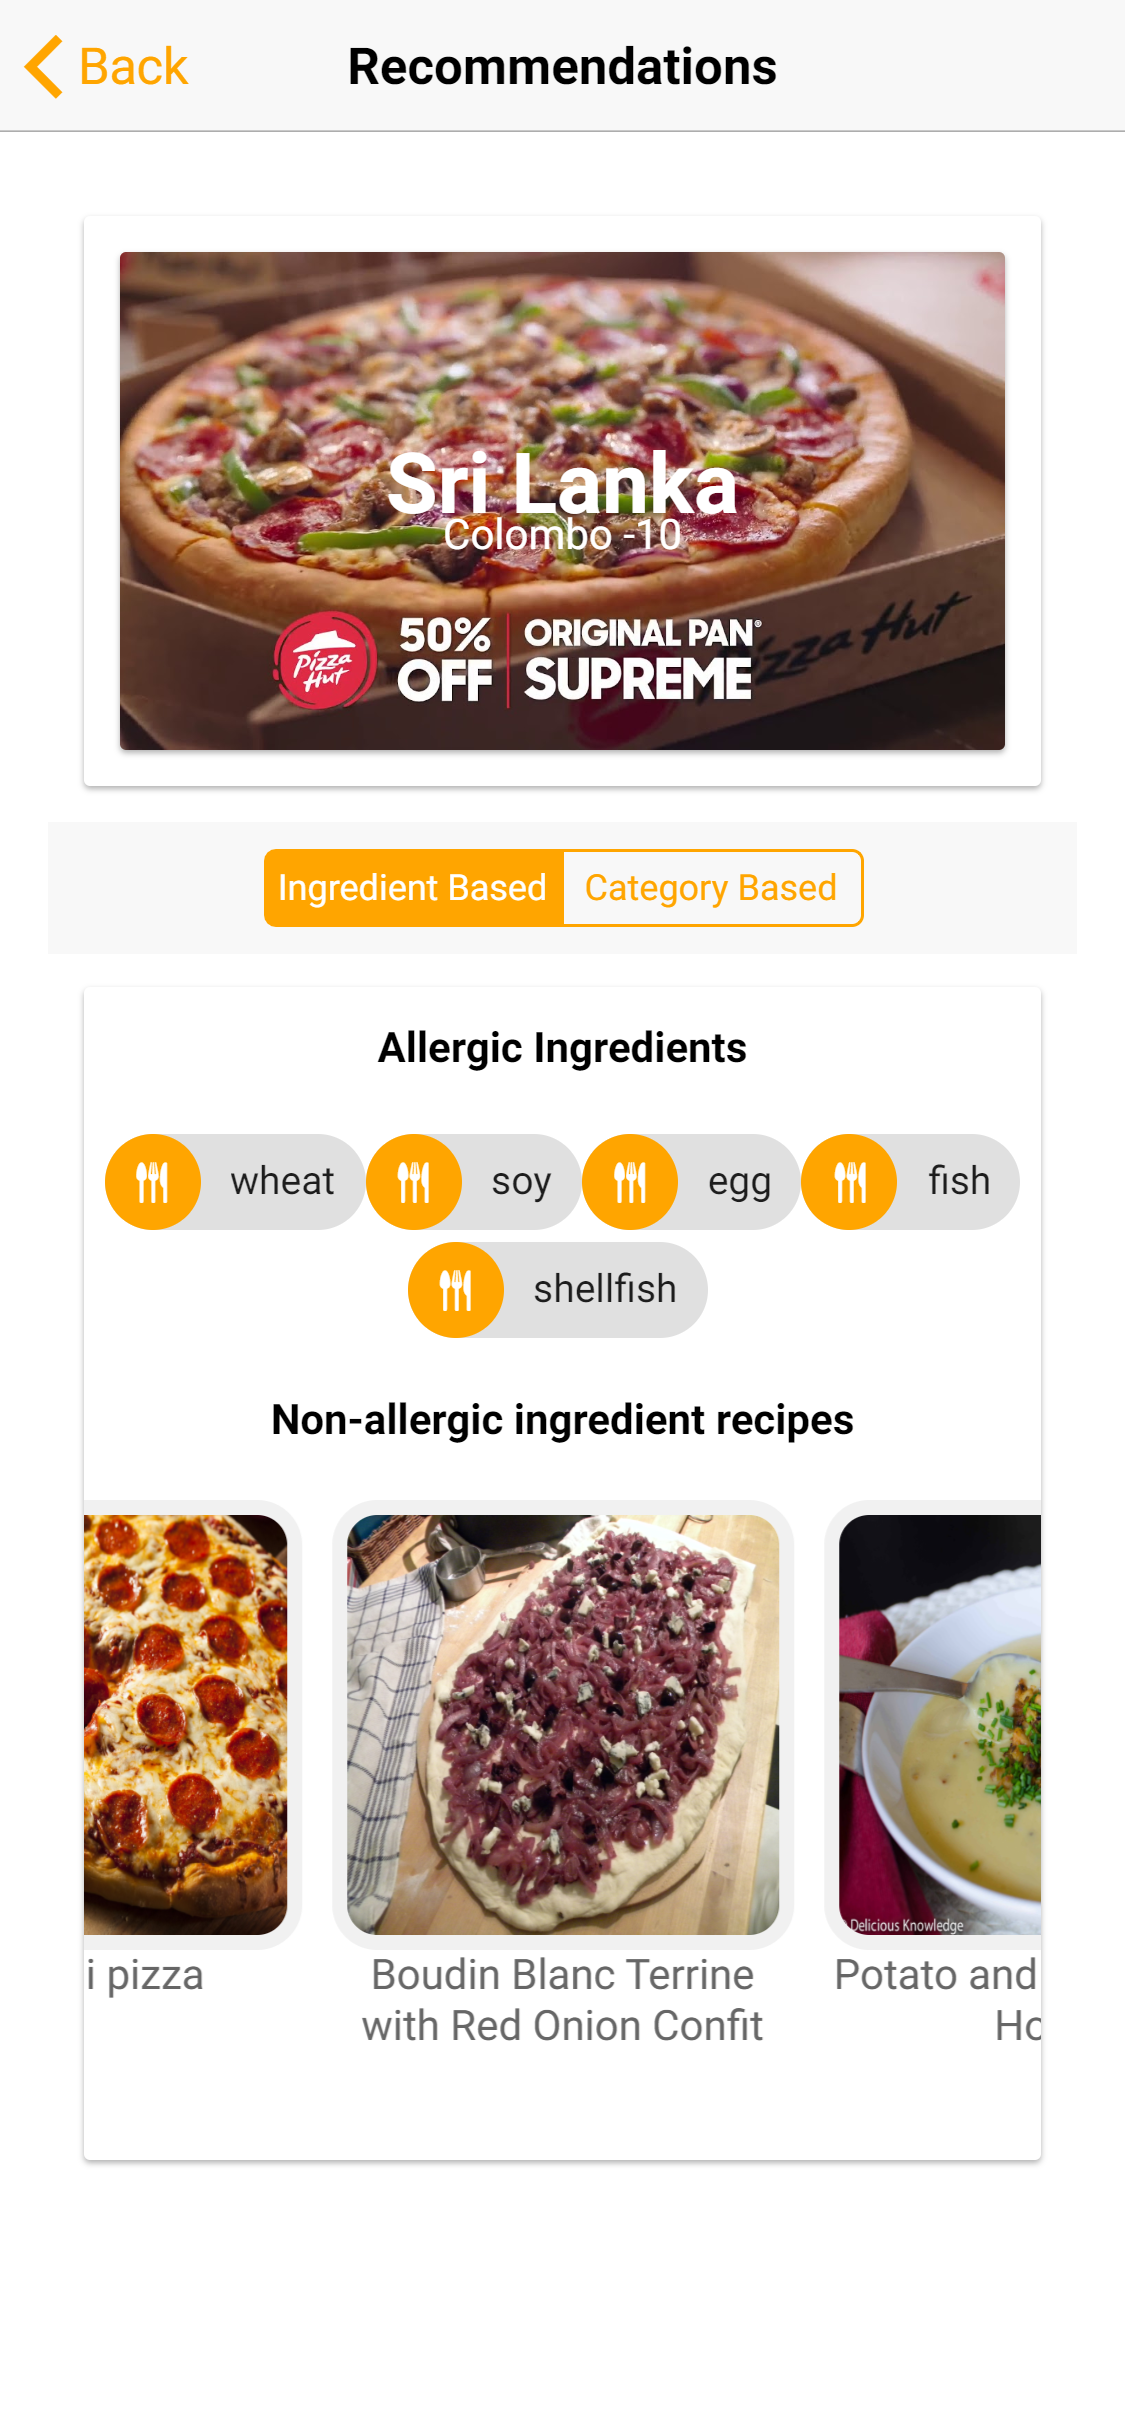 Back
Recommendations
Sri Lanka
Colombo -10
Pizza Hut
50% OFF
ORIGINAL PAN®
SUPREME
Pizza Hut
Ingredient Based
Category Based
Allergic Ingredients
wheat
soy
egg
fish
shellfish
Non-allergic ingredient recipes
Delicious Knowledge
i pizza
Boudin Blanc Terrine
with Red Onion Confit
Potato and
Ho